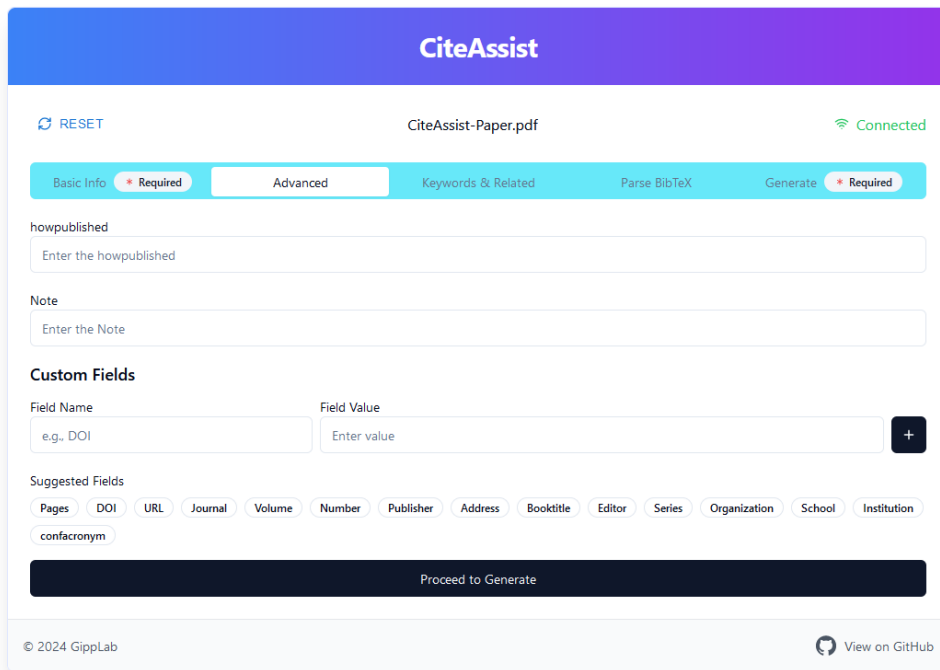 CiteAssist
RESET CiteAssist-Paper.pdf Connected
Basic Info * Required Advanced Keywords & Related Parse BibTeX Generate * Required
howpublished
Enter the howpublished
Note
Enter the Note
Custom Fields
Field Name Field Value
e.g., DOI Enter value +
Suggested Fields
Pages DOI URL Journal Volume Number Publisher Address Booktitle Editor Series Organization School Institution
confacronym
Proceed to Generate
© 2024 GippLab View on GitHub